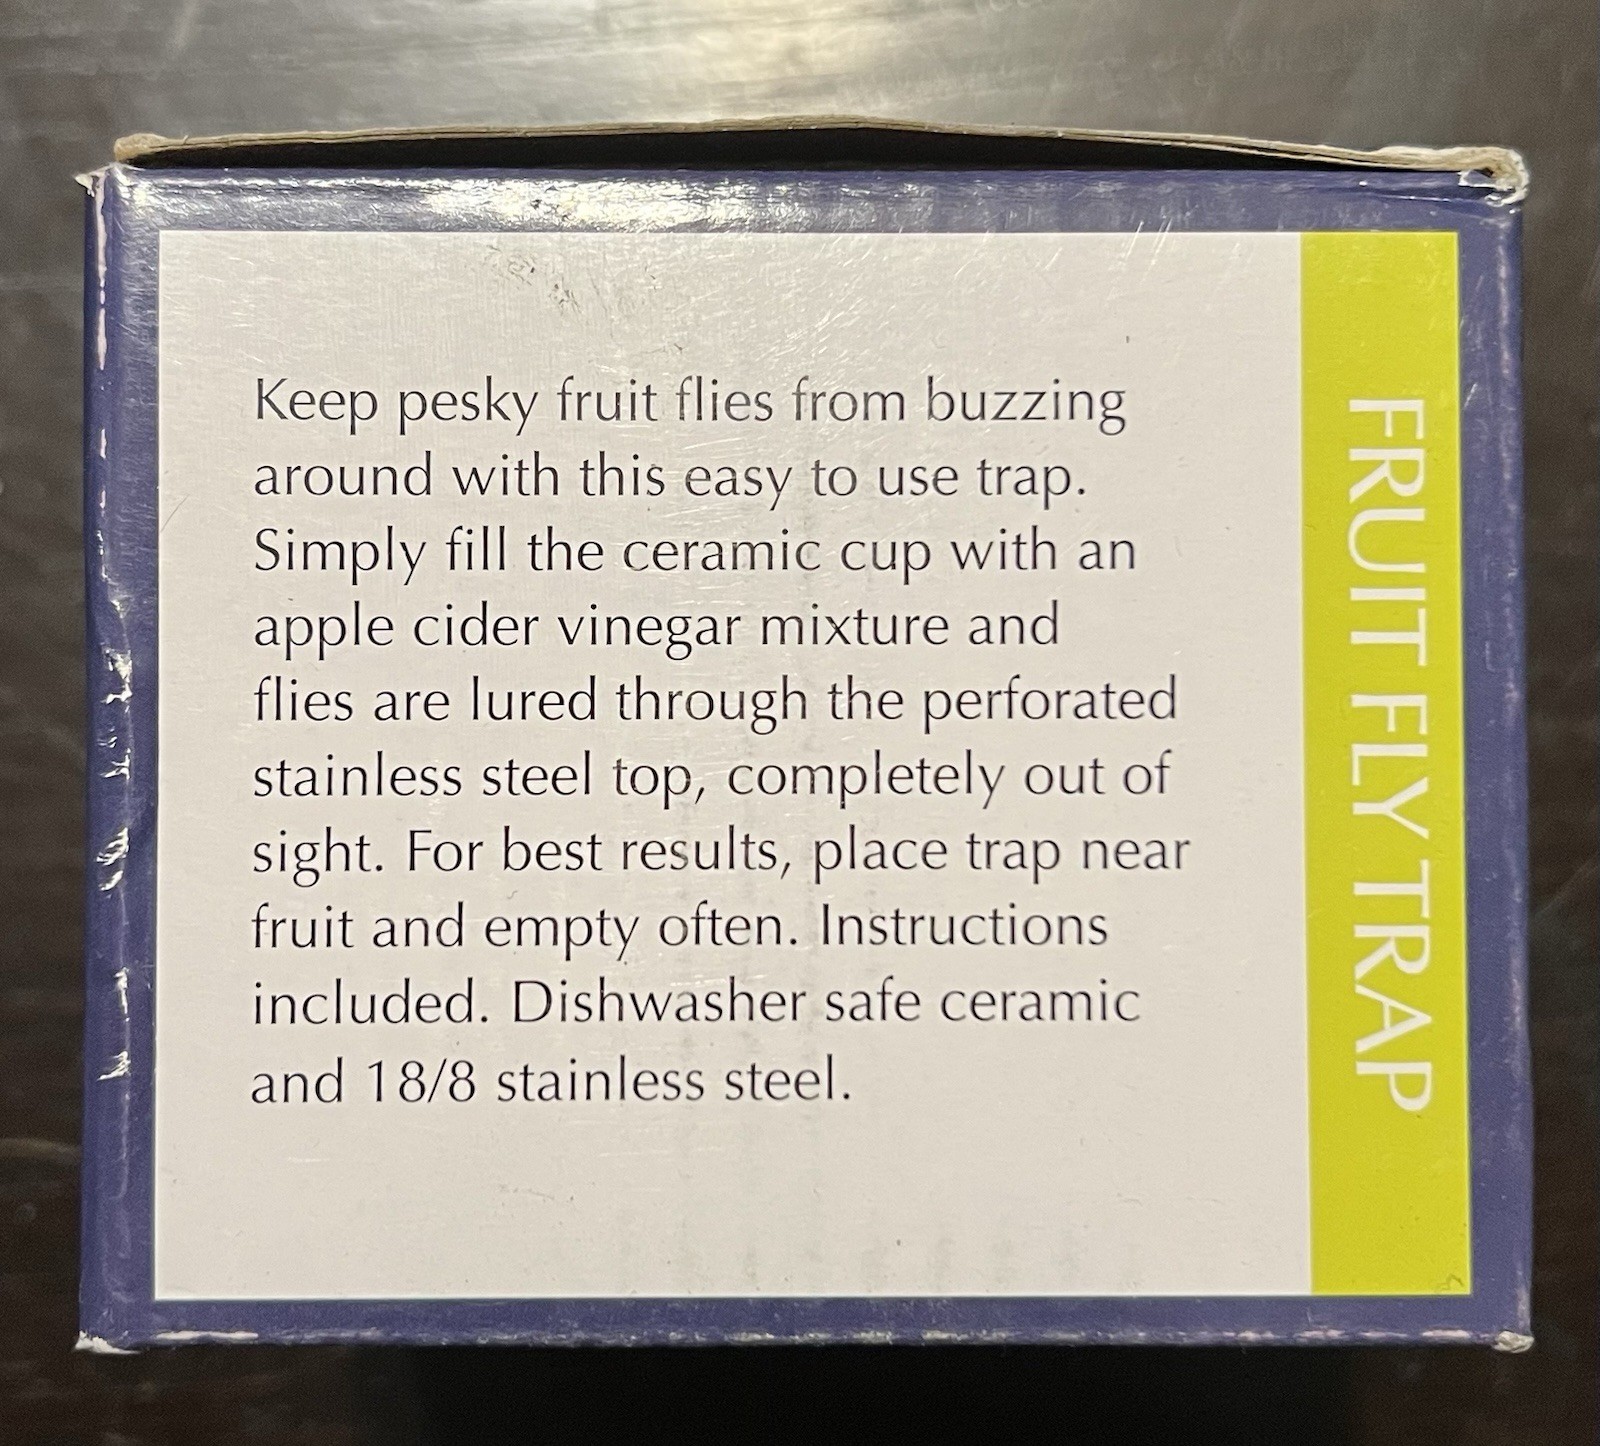 Keep pesky fruit flies from buzzing
around with this easy to use trap.
Simply fill the ceramic cup with an
apple cider vinegar mixture and
flies are lured through the perforated
stainless steel top, completely out of
sight. For best results, place trap near
fruit and empty often. Instructions
included. Dishwasher safe ceramic
and 18/8 stainless steel.
FRUIT FLY TRAP